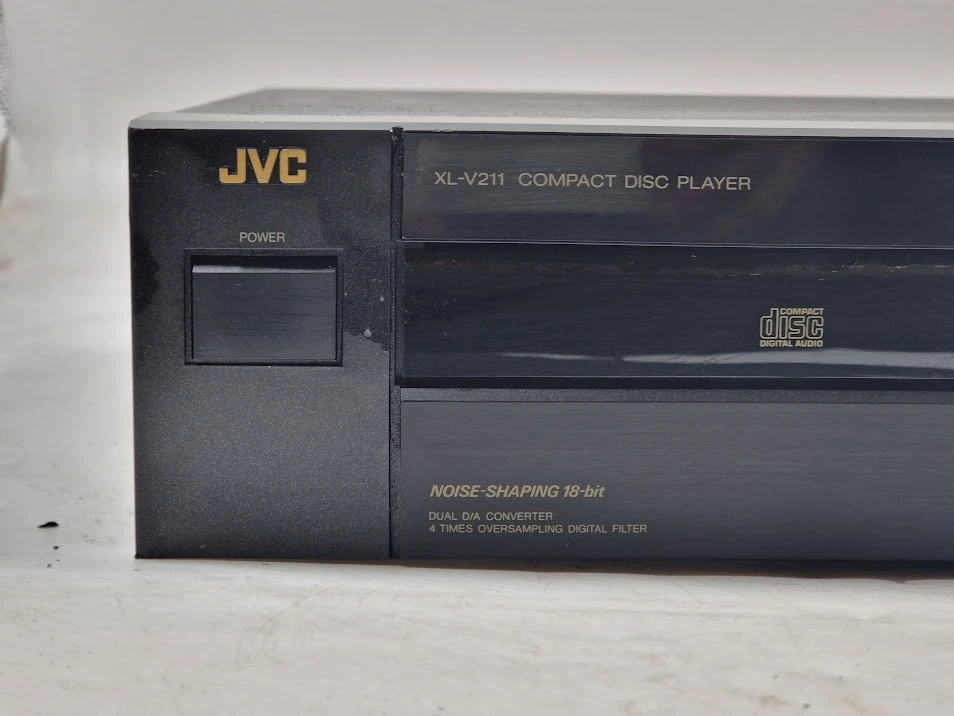 JVC
XL-V211 COMPACT DISC PLAYER
POWER
COMPACT
disc
DIGITAL AUDIO
NOISE-SHAPING 18-bit
DUAL D/A CONVERTER
4 TIMES OVERSAMPLING DIGITAL FILTER